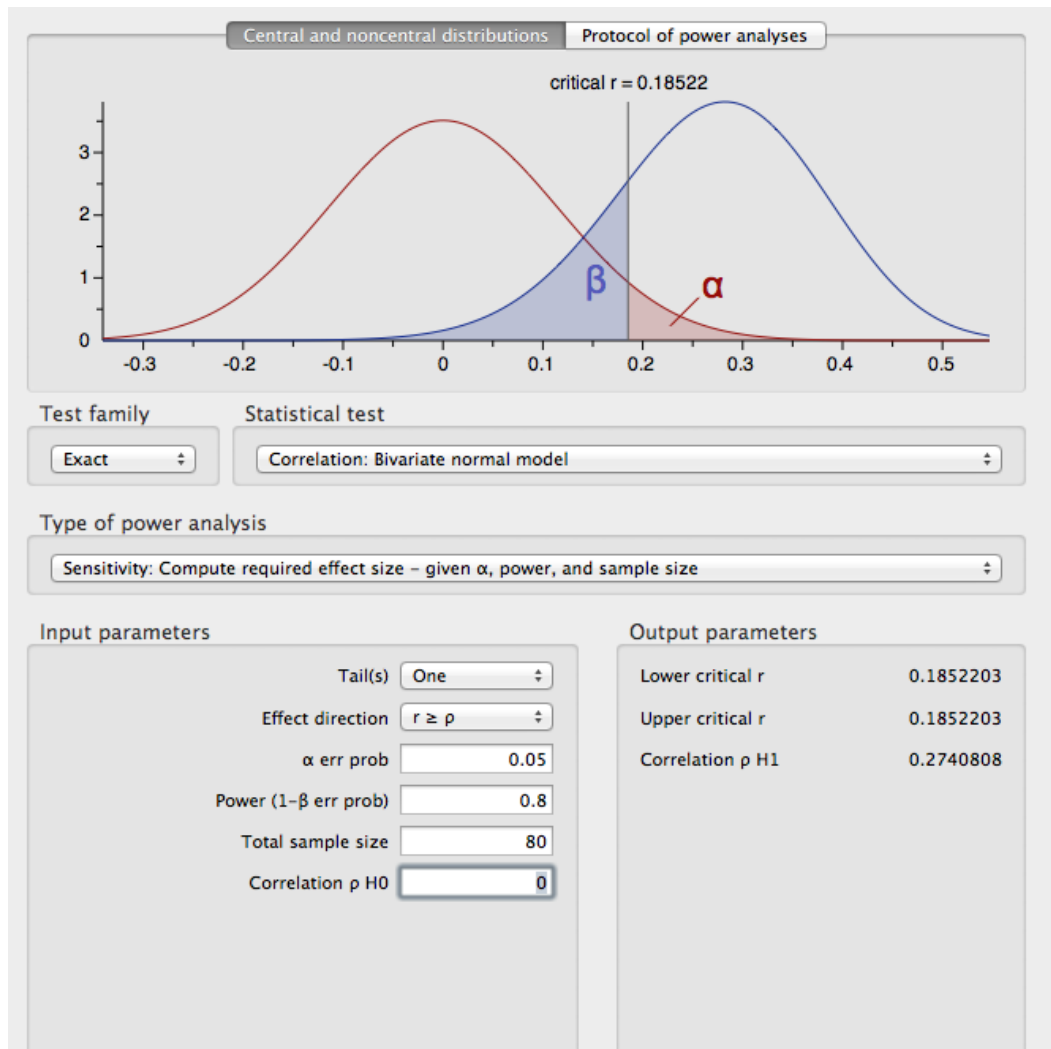 Central and noncentral distributions Protocol of power analyses
critical r = 0.18522
3
2
1
0
β
α
-0.3 -0.2 -0.1 0 0.1 0.2 0.3 0.4 0.5
Test family Statistical test
Exact Correlation: Bivariate normal model
Type of power analysis
Sensitivity: Compute required effect size – given α, power, and sample size
Input parameters Output parameters
Tail(s) One Lower critical r 0.1852203
Effect direction r ≥ ρ Upper critical r 0.1852203
α err prob 0.05 Correlation ρ H1 0.2740808
Power (1-β err prob) 0.8
Total sample size 80
Correlation ρ H0 0